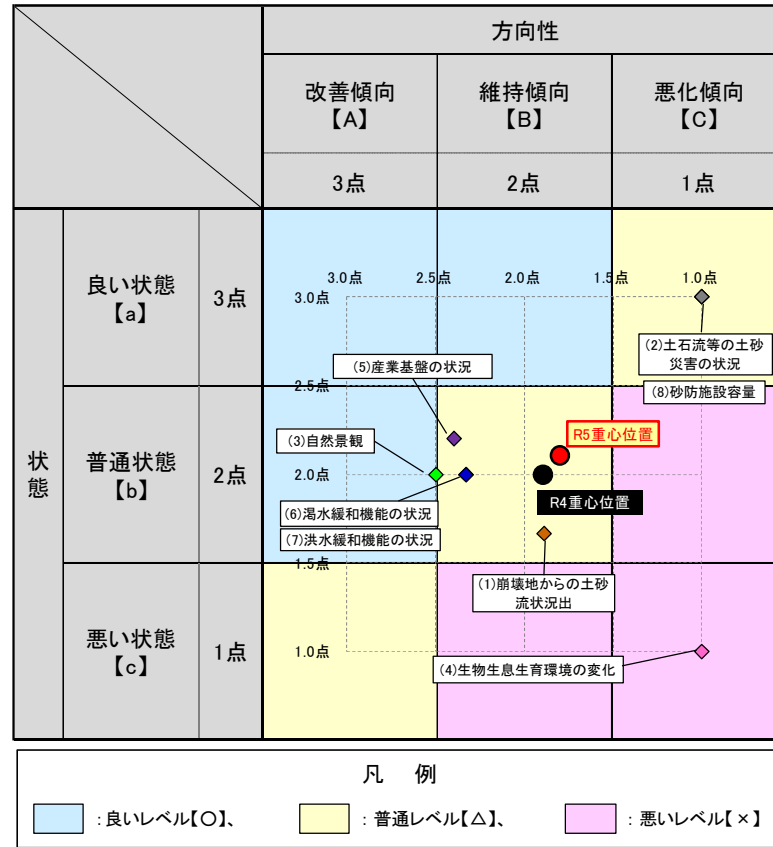 方向性
改善傾向
【A】
維持傾向
【B】
悪化傾向
【C】
3点
2点
1点
状態
良い状態
【a】
3点
普通状態
【b】
2点
悪い状態
【c】
1点
3.0点
2.5点
2.0点
1.5点
1.0点
3.0点
2.5点
2.0点
1.5点
1.0点
(2)土石流等の土砂
災害の状況
(8)砂防施設容量
(5)産業基盤の状況
(3)自然景観
R5重心位置
R4重心位置
(6)渇水緩和機能の状況
(7)洪水緩和機能の状況
(1)崩壊地からの土砂
流状況出
(4)生物生息生育環境の変化
凡 例
:良いレベル【〇】、
:普通レベル【△】、
:悪いレベル【×】